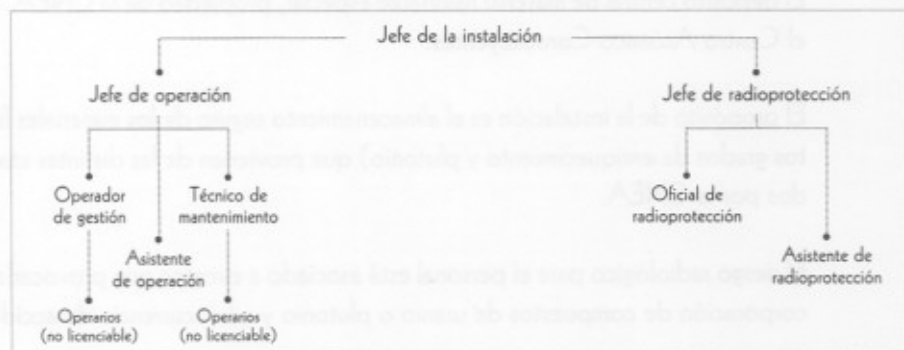 Jefe de la instalación
Jefe de operación
Jefe de radioprotección
Operador
de gestión
Técnico de
mantenimiento
Oficial de
radioprotección
Asistente
de operación
Asistente de
radioprotección
Operarios
(no licenciable)
Operarios
(no licenciable)